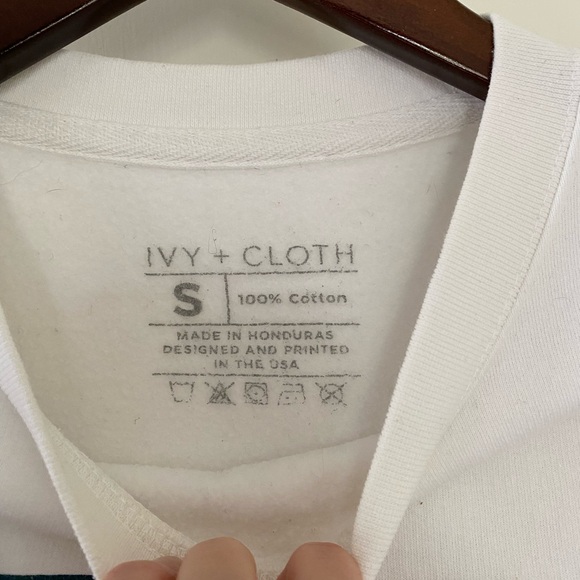 IVY + CLOTH
S
100% Cotton
MADE IN HONDURAS
DESIGNED AND PRINTED
IN THE USA